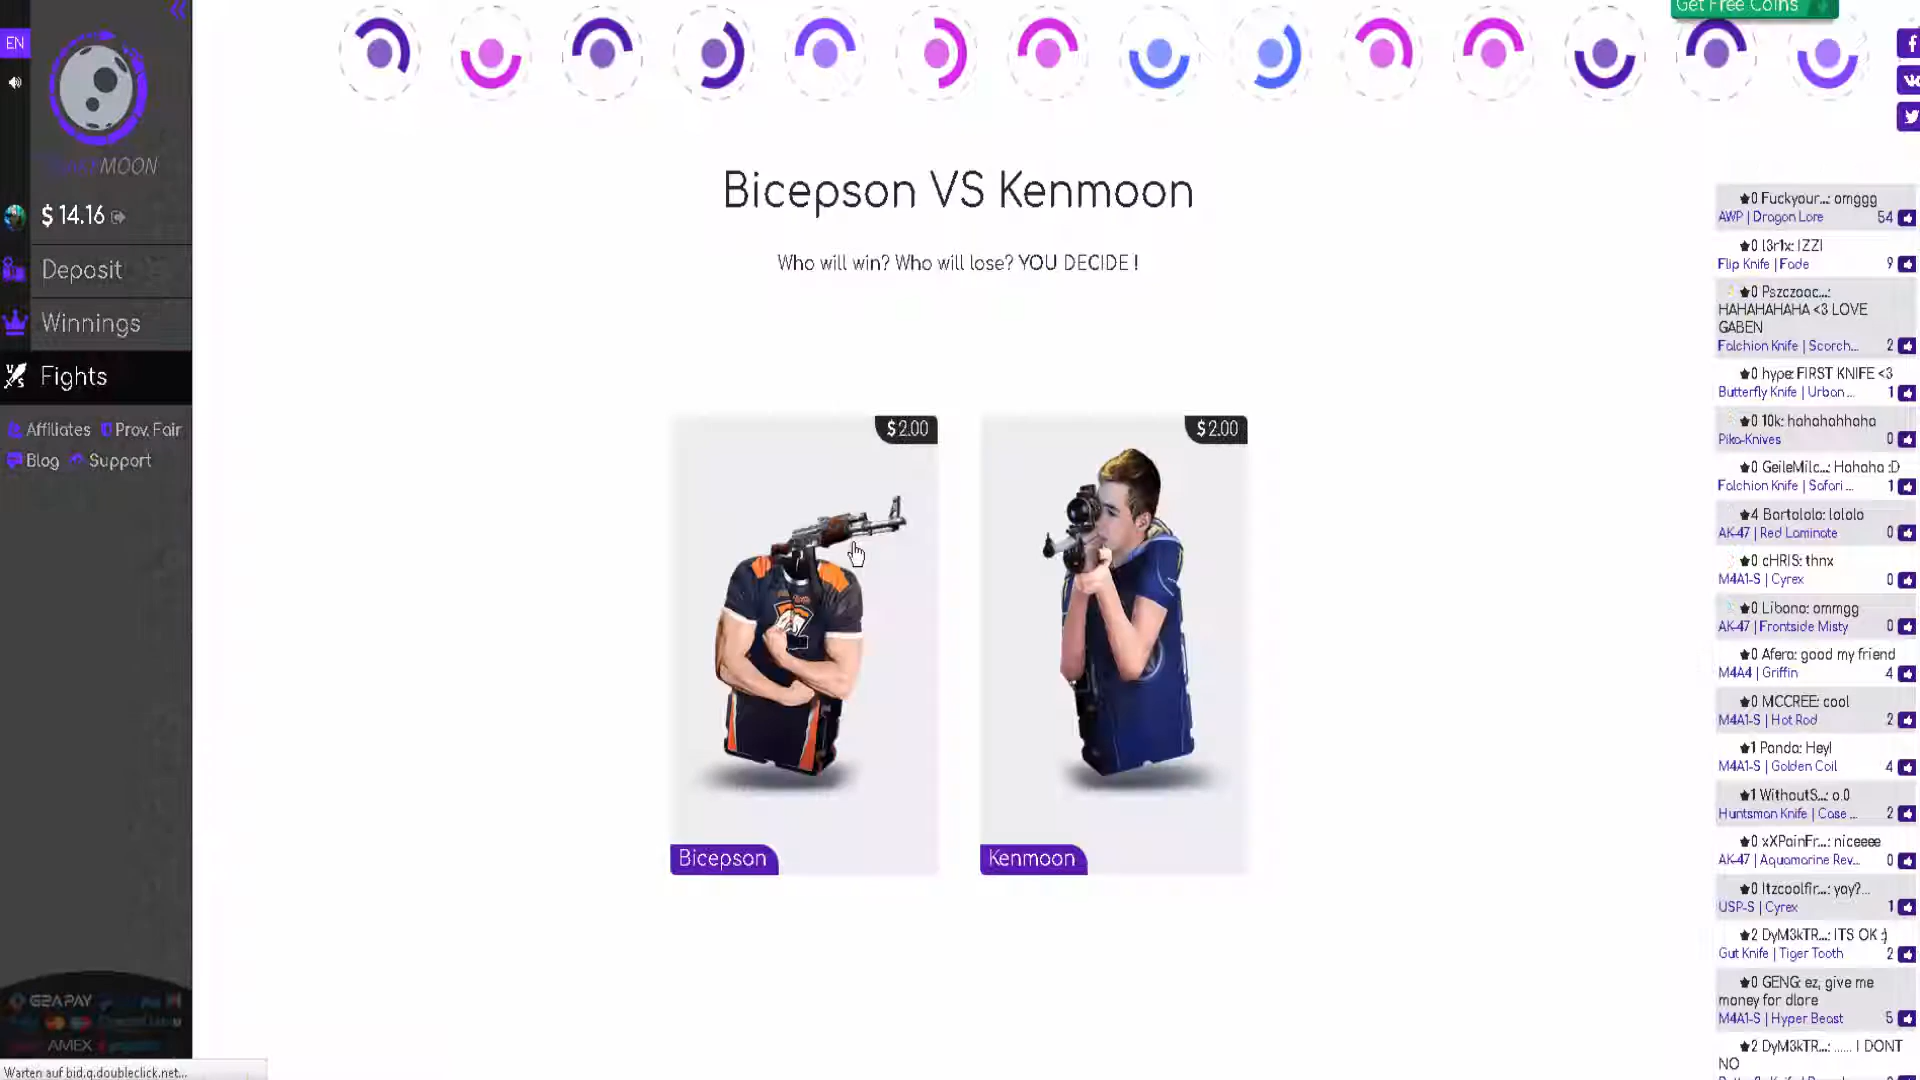 Get Free Coins
EN
MOON
$ 14.16
Deposit
Winnings
Fights
Affiliates
Prov. Fair
Blog
Support
G2APAY
AMEX
Warten auf bid.g.doubleclick.net...
Bicepson VS Kenmoon
Who will win? Who will lose? YOU DECIDE !
$ 2.00
$ 2.00
Bicepson
Kenmoon
★0 Fuckyour...: omggg
AWP | Dragon Lore 54
★0 l3r1x: IZZI
Flip Knife | Fade 9
★0 Pszczoac...:
HAHAHAHAHA <3 LOVE
GABEN
Falchion Knife | Scorch... 2
★0 hype: FIRST KNIFE <3
Butterfly Knife | Urban ... 1
★0 10k: hahahahhaha
Pika-Knives 0
★0 GeileMilc...: Hahaha :D
Falchion Knife | Safari ... 1
★4 Bartololo: lololo
AK-47 | Red Laminate 0
★0 cHRIS: thnx
M4A1-S | Cyrex 0
★0 Libano: ommgg
AK-47 | Frontside Misty 0
★0 Afera: good my friend
M4A4 | Griffin 4
★0 MCCREE: cool
M4A1-S | Hot Rod 2
★1 Panda: Hey!
M4A1-S | Golden Coil 4
★1 WithoutS...: o.0
Huntsman Knife | Case ... 2
★0 xXPainFr...: niceeee
AK-47 | Aquamarine Rev... 0
★0 Itzcoolfir...: yay?...
USP-S | Cyrex 1
★2 DyM3kTR...: ITS OK :)
Gut Knife | Tiger Tooth 2
★0 GENG: ez, give me
money for dlore
M4A1-S | Hyper Beast 5
★2 DyM3kTR...: ...... I DONT
NO